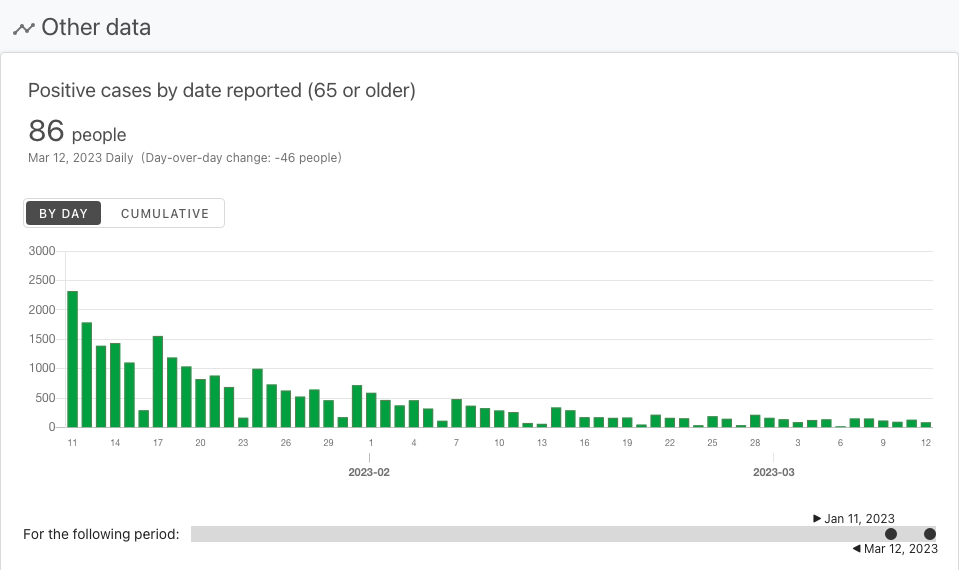 Other data
Positive cases by date reported (65 or older)
86 people
Mar 12, 2023 Daily (Day-over-day change: -46 people)
BY DAY CUMULATIVE
3000
2500
2000
1500
1000
500
0
11 14 17 20 23 26 29 1 4 7 10 13 16 19 22 25 28 3 6 9 12
2023-02 2023-03
▶ Jan 11, 2023
For the following period:
◀ Mar 12, 2023